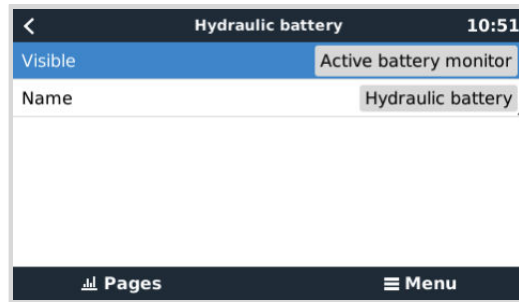 Hydraulic battery 10:51
Visible Active battery monitor
Name Hydraulic battery
Pages Menu